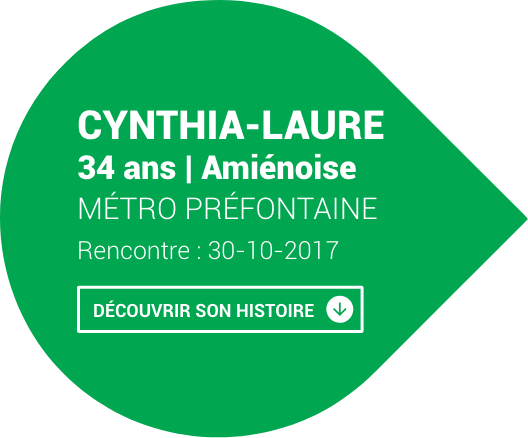 CYNTHIA-LAURE
34 ans | Amiénoise
MÉTRO PRÉFONTAINE
Rencontre : 30-10-2017
DÉCOUVRIR SON HISTOIRE